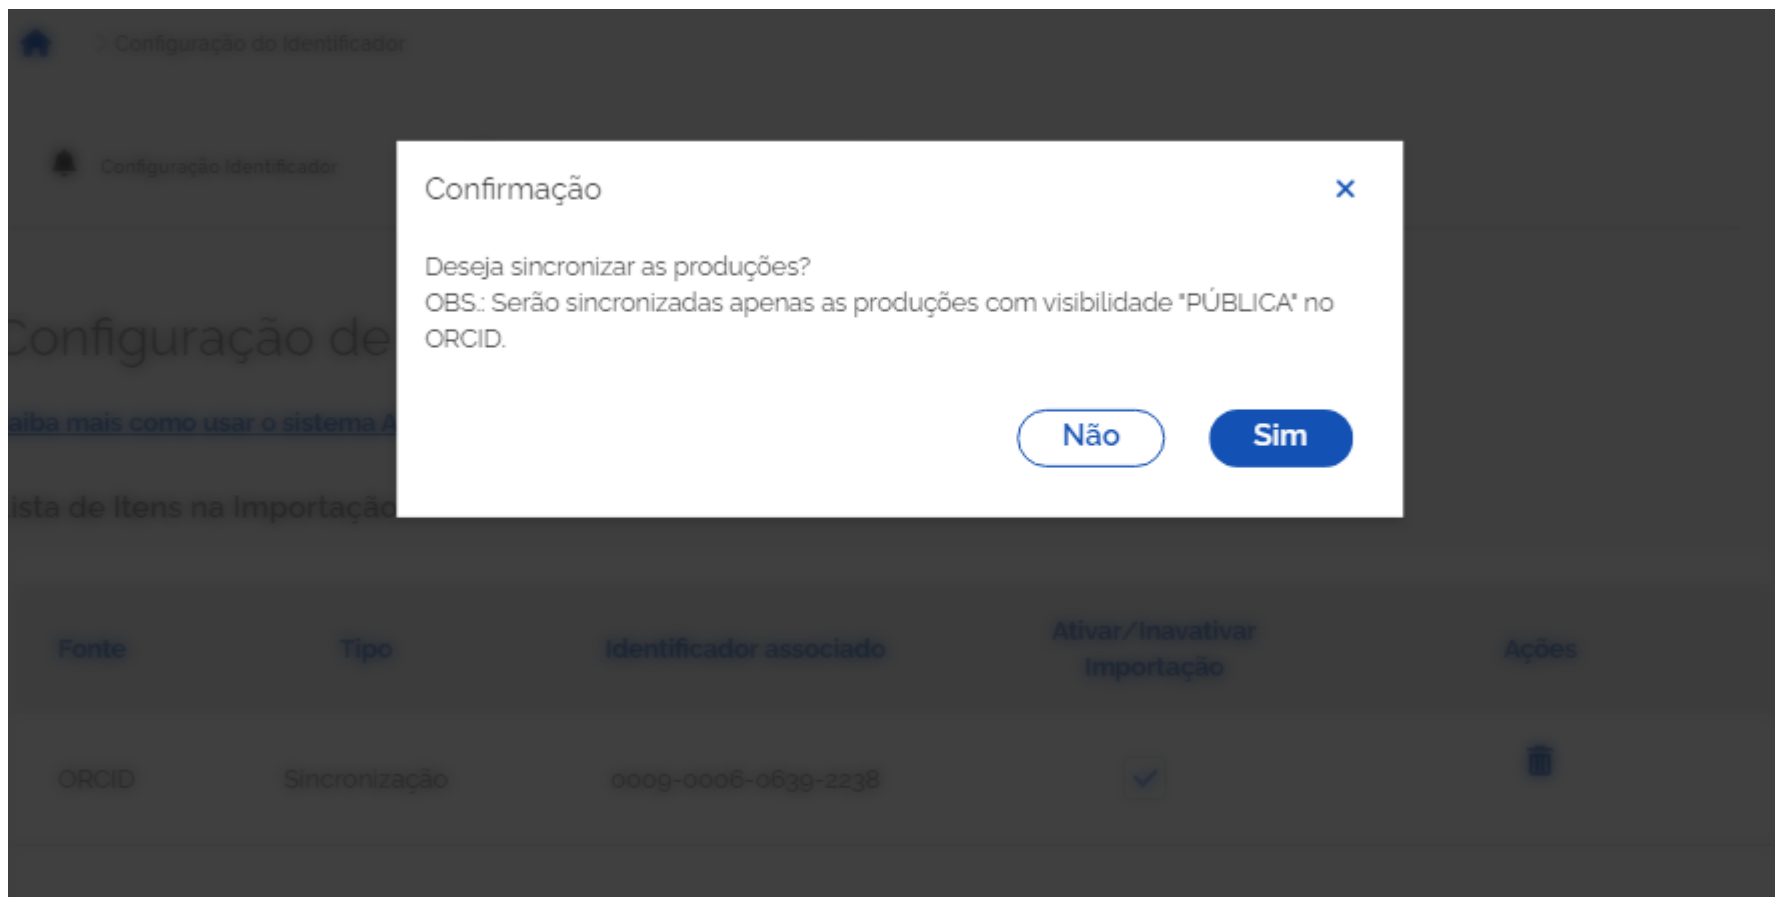 > Configuração do Identificador
Configuração Identificador
Confirmação
Deseja sincronizar as produções?
OBS.: Serão sincronizadas apenas as produções com visibilidade "PÚBLICA" no
ORCID.
Não
Sim
Configuração de
aiba mais como usar o sistema A
ista de Itens na Importação
Fonte
Tipo
Identificador associado
Ativar/Inavativar
Importação
Ações
ORCID
Sincronização
0009-0006-0639-2238